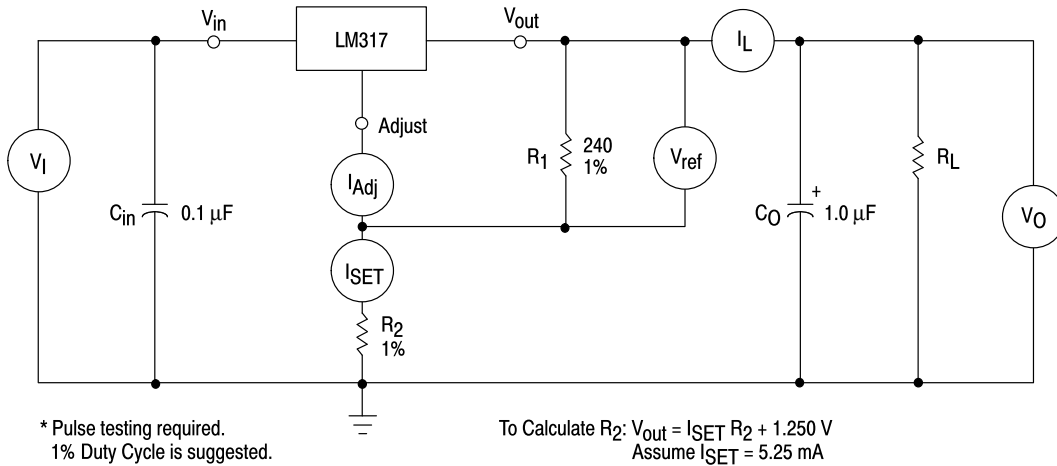 Vin
LM317
Vout
IL
Adjust
VI
IAdj
R1
240
1%
Vref
RL
Cin
0.1 μF
CO
+
1.0 μF
VO
ISET
R2
1%
* Pulse testing required.
1% Duty Cycle is suggested.
To Calculate R2: Vout = ISET R2 + 1.250 V
Assume ISET = 5.25 mA